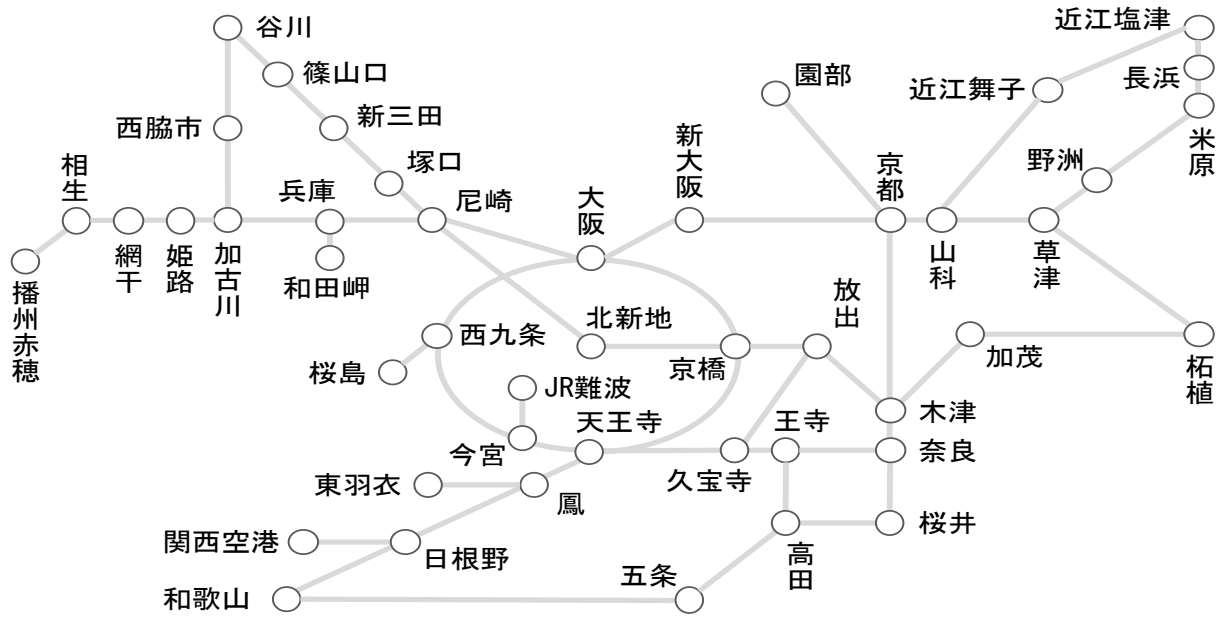 谷川
近江塩津
篠山口
園部
近江舞子
長浜
西脇市
新三田
新大阪
京都
野洲
米原
相生
塚口
兵庫
尼崎
大阪
網干
姫路
加古川
和田岬
山科
草津
播州赤穂
放出
西九条
北新地
京橋
加茂
柘植
桜島
JR難波
天王寺
王寺
木津
今宮
久宝寺
奈良
東羽衣
鳳
桜井
関西空港
日根野
高田
五条
和歌山